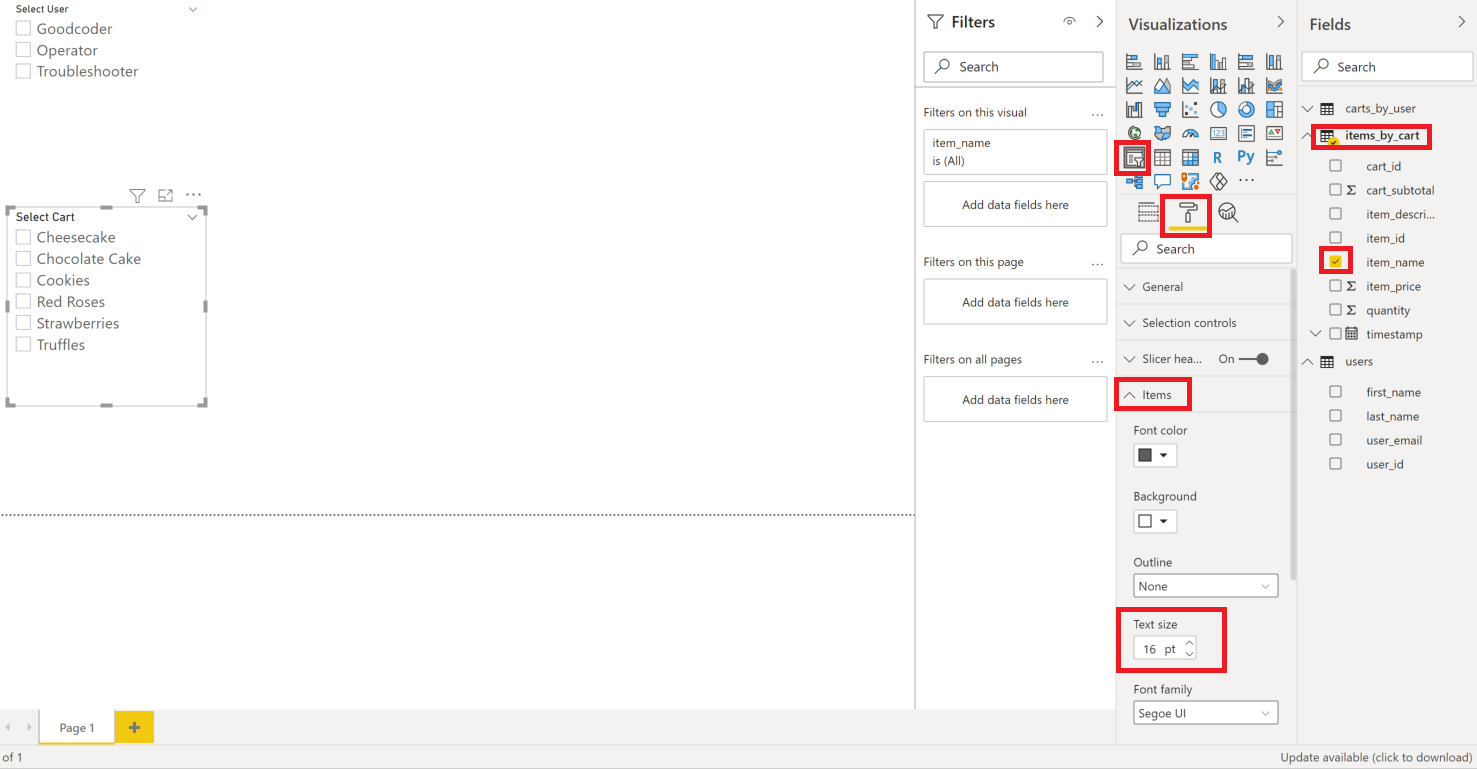 Select User
Goodcoder
Operator
Troubleshooter
Select Cart
Cheesecake
Chocolate Cake
Cookies
Red Roses
Strawberries
Truffles
Page 1
+
of 1
Filters
Search
Filters on this visual
...
item_name
is (All)
Add data fields here
Filters on this page
...
Add data fields here
Filters on all pages
...
Add data fields here
Visualizations
123
R
Py
...
Search
General
Selection controls
Slicer hea... On
Items
Font color
Background
Outline
None
Text size
16 pt
Font family
Segoe UI
Fields
Search
carts_by_user
items_by_cart
cart_id
Σ cart_subtotal
item_descri...
item_id
item_name
Σ item_price
Σ quantity
timestamp
users
first_name
last_name
user_email
user_id
Update available (click to download)